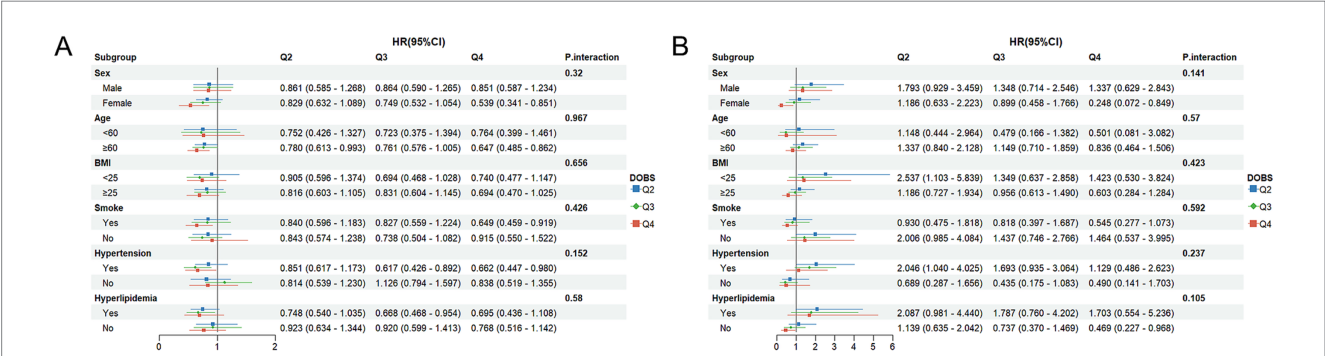 A
HR(95%CI)
Subgroup Q2 Q3 Q4 P.interaction
Sex 0.32
Male 0.861 (0.585 - 1.268) 0.864 (0.590 - 1.265) 0.851 (0.587 - 1.234)
Female 0.829 (0.632 - 1.089) 0.749 (0.532 - 1.054) 0.539 (0.341 - 0.851)
Age 0.967
<60 0.752 (0.426 - 1.327) 0.723 (0.375 - 1.394) 0.764 (0.399 - 1.461)
≥60 0.780 (0.613 - 0.993) 0.761 (0.576 - 1.005) 0.647 (0.485 - 0.862)
BMI 0.656
<25 0.905 (0.596 - 1.374) 0.694 (0.468 - 1.028) 0.740 (0.477 - 1.147)
≥25 0.816 (0.603 - 1.105) 0.831 (0.604 - 1.145) 0.694 (0.470 - 1.025)
Smoke 0.426
Yes 0.840 (0.596 - 1.183) 0.827 (0.559 - 1.224) 0.649 (0.459 - 0.919)
No 0.843 (0.574 - 1.238) 0.738 (0.504 - 1.082) 0.915 (0.550 - 1.522)
Hypertension 0.152
Yes 0.851 (0.617 - 1.173) 0.617 (0.426 - 0.892) 0.662 (0.447 - 0.980)
No 0.814 (0.539 - 1.230) 1.126 (0.794 - 1.597) 0.838 (0.519 - 1.355)
Hyperlipidemia 0.58
Yes 0.748 (0.540 - 1.035) 0.668 (0.468 - 0.954) 0.695 (0.436 - 1.108)
No 0.923 (0.634 - 1.344) 0.920 (0.599 - 1.413) 0.768 (0.516 - 1.142)
0 1 2
DOBS
Q2
Q3
Q4
B
HR(95%CI)
Subgroup Q2 Q3 Q4 P.interaction
Sex 0.141
Male 1.793 (0.929 - 3.459) 1.348 (0.714 - 2.546) 1.337 (0.629 - 2.843)
Female 1.186 (0.633 - 2.223) 0.899 (0.458 - 1.766) 0.248 (0.072 - 0.849)
Age 0.57
<60 1.148 (0.444 - 2.964) 0.479 (0.166 - 1.382) 0.501 (0.081 - 3.082)
≥60 1.337 (0.840 - 2.128) 1.149 (0.710 - 1.859) 0.836 (0.464 - 1.506)
BMI 0.423
<25 2.537 (1.103 - 5.839) 1.349 (0.637 - 2.858) 1.423 (0.530 - 3.824)
≥25 1.186 (0.727 - 1.934) 0.956 (0.613 - 1.490) 0.603 (0.284 - 1.284)
Smoke 0.592
Yes 0.930 (0.475 - 1.818) 0.818 (0.397 - 1.687) 0.545 (0.277 - 1.073)
No 2.006 (0.985 - 4.084) 1.437 (0.746 - 2.766) 1.464 (0.537 - 3.995)
Hypertension 0.237
Yes 2.046 (1.040 - 4.025) 1.693 (0.935 - 3.064) 1.129 (0.486 - 2.623)
No 0.689 (0.287 - 1.656) 0.435 (0.175 - 1.083) 0.490 (0.141 - 1.703)
Hyperlipidemia 0.105
Yes 2.087 (0.981 - 4.440) 1.787 (0.760 - 4.202) 1.703 (0.554 - 5.236)
No 1.139 (0.635 - 2.042) 0.737 (0.370 - 1.469) 0.469 (0.227 - 0.968)
0 1 2 3 4 5 6
DOBS
Q2
Q3
Q4